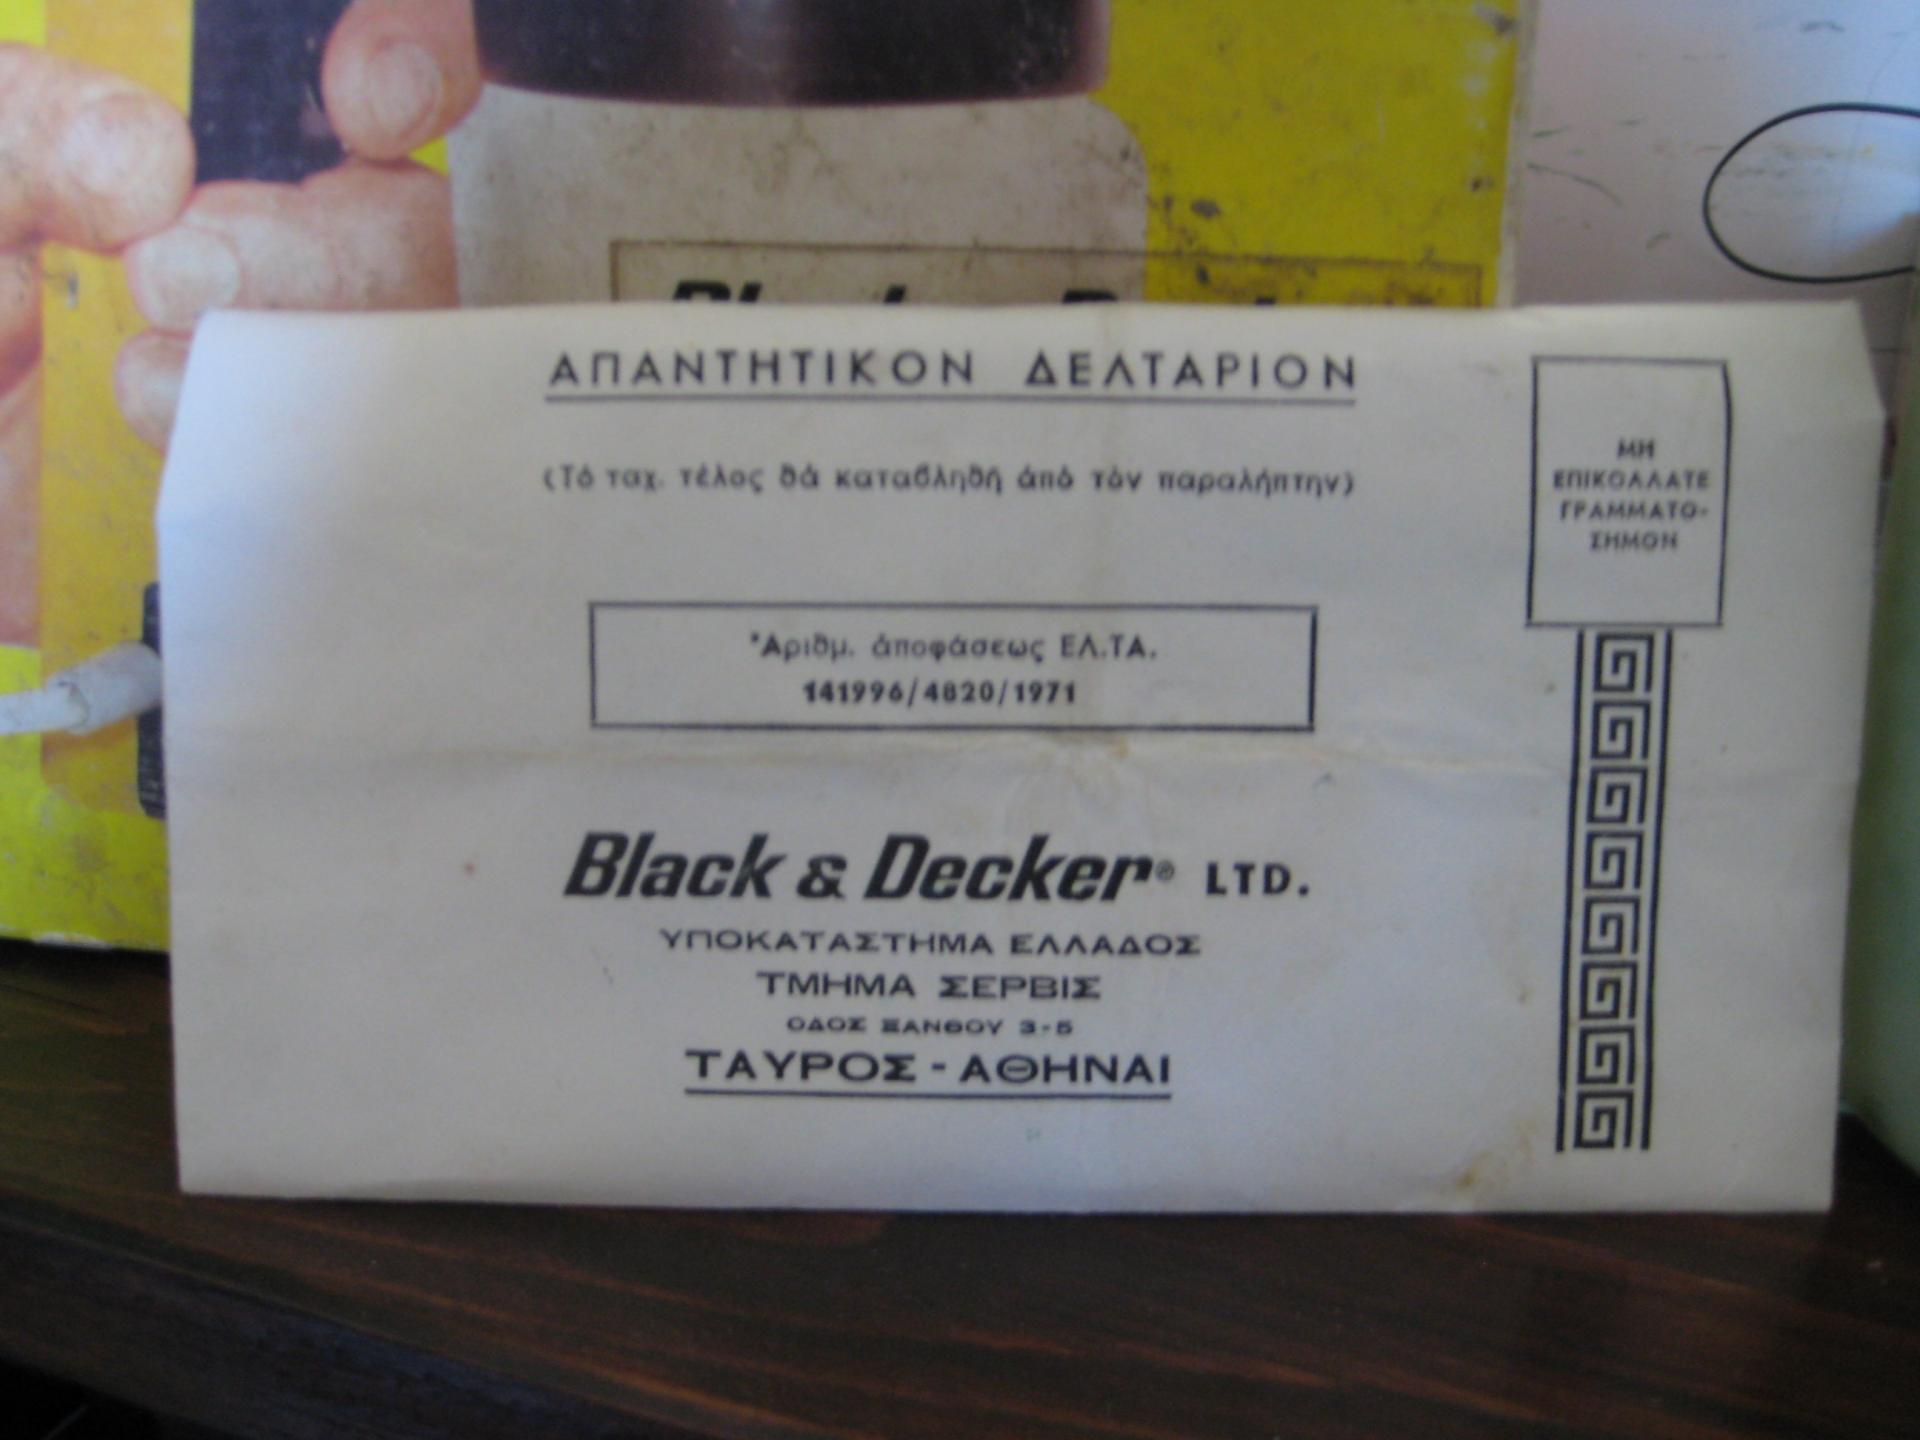 ΑΠΑΝΤΗΤΙΚΟΝ ΔΕΛΤΑΡΙΟΝ
(Τό ταχ. τέλος θά καταβληθῆ ἀπό τόν παραλήπτην)
ΜΗ
ΕΠΙΚΟΛΛΑΤΕ
ΓΡΑΜΜΑΤΟ-
ΣΗΜΟΝ
Ἀριθμ. ἀποφάσεως ΕΛ.ΤΑ.
141996/4820/1971
Black & Decker® LTD.
ΥΠΟΚΑΤΑΣΤΗΜΑ ΕΛΛΑΔΟΣ
ΤΜΗΜΑ ΣΕΡΒΙΣ
ΟΔΟΣ ΞΑΝΘΟΥ 3-5
ΤΑΥΡΟΣ - ΑΘΗΝΑΙ